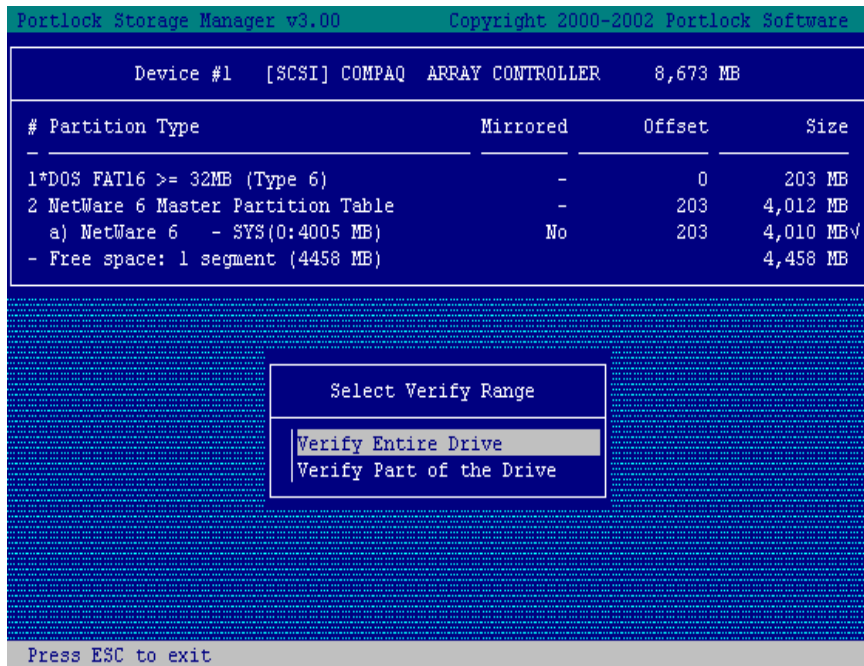 Portlock Storage Manager v3.00 Copyright 2000-2002 Portlock Software
Device #1 [SCSI] COMPAQ ARRAY CONTROLLER 8,673 MB
# Partition Type Mirrored Offset Size
1*DOS FAT16 >= 32MB (Type 6) - 0 203 MB
2 NetWare 6 Master Partition Table - 203 4,012 MB
a) NetWare 6 - SYS(0:4005 MB) No 203 4,010 MB√
- Free space: 1 segment (4458 MB) 4,458 MB
Select Verify Range
Verify Entire Drive
Verify Part of the Drive
Press ESC to exit